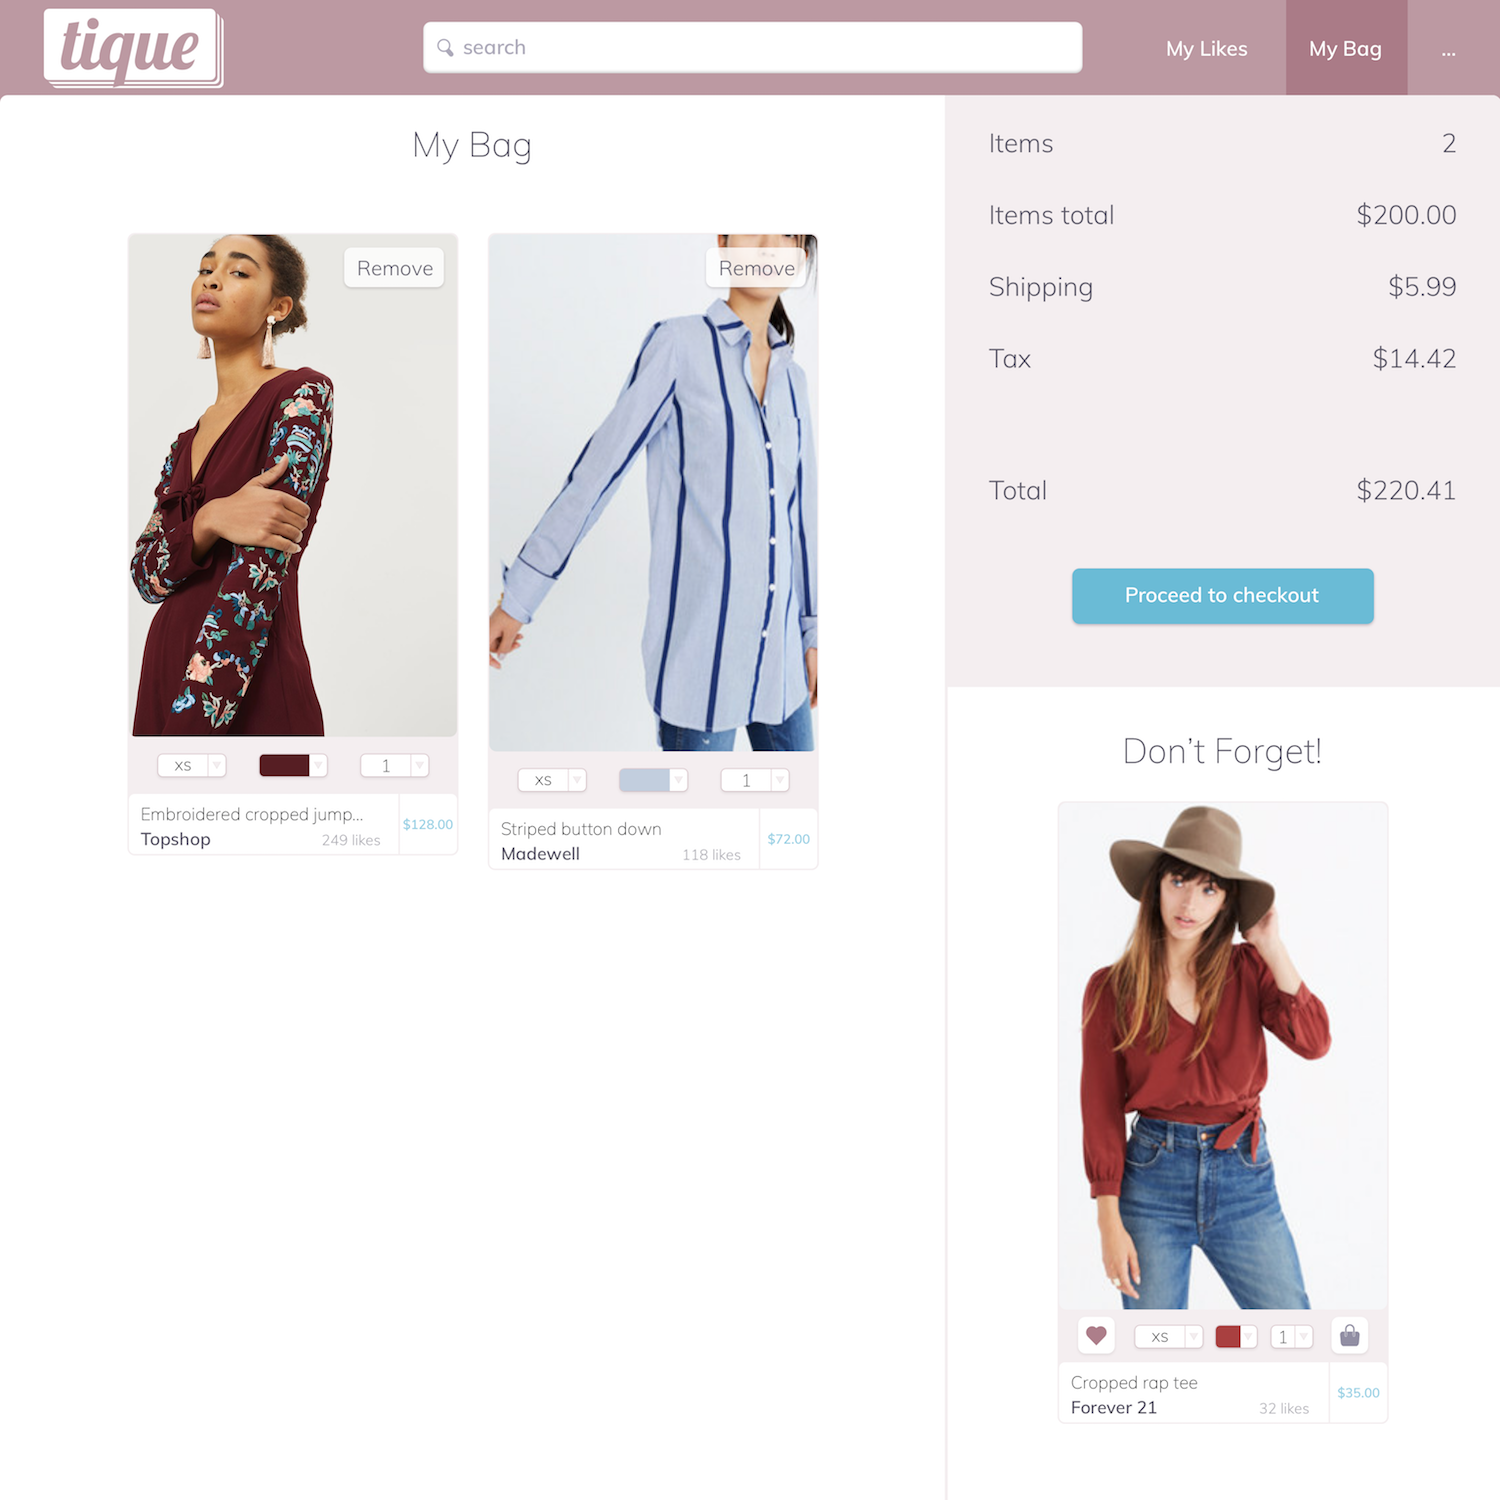 tique
search
My Likes
My Bag
...
My Bag
Remove
Remove
xs
1
Embroidered cropped jump...
Topshop
249 likes
$128.00
xs
1
Striped button down
Madewell
118 likes
$72.00
Items 2
Items total $200.00
Shipping $5.99
Tax $14.42
Total $220.41
Proceed to checkout
Don’t Forget!
xs
1
Cropped rap tee
Forever 21
32 likes
$35.00